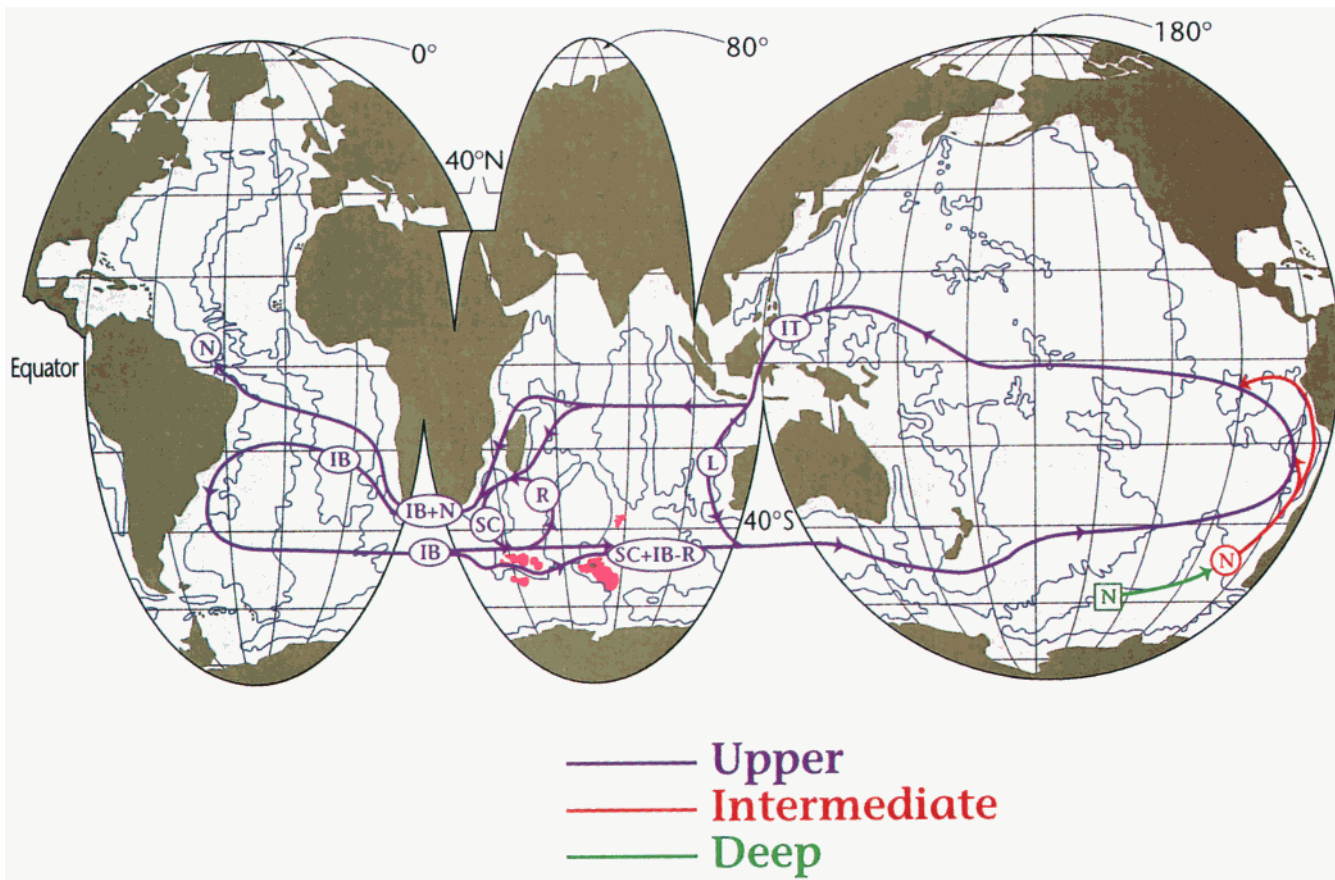 0°
80°
180°
40°N
N
IT
Equator
IB
L
R
IB+N
SC
40°S
IB
SC+IB-R
N
N
Upper
Intermediate
Deep